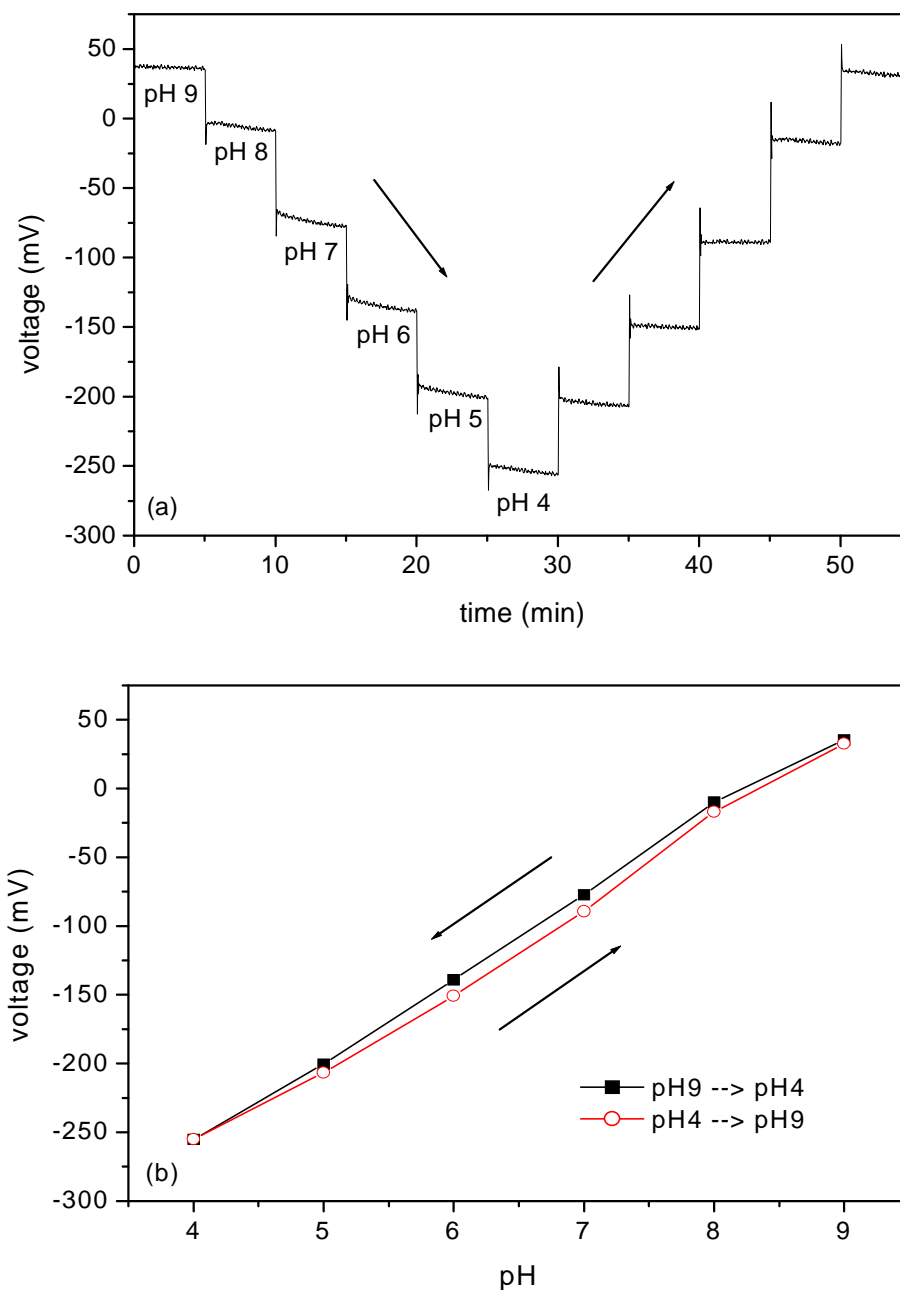 50
0
-50
-100
-150
-200
-250
-300
voltage (mV)
pH 9
pH 8
pH 7
pH 6
pH 5
pH 4
(a)
0 10 20 30 40 50
time (min)
50
0
-50
-100
-150
-200
-250
-300
voltage (mV)
pH9 --> pH4
pH4 --> pH9
(b)
4 5 6 7 8 9
pH